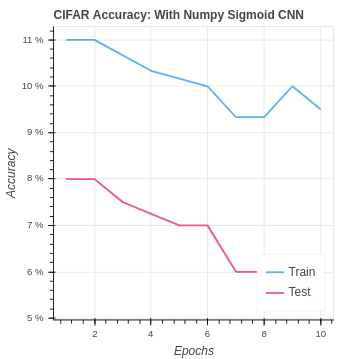 CIFAR Accuracy: With Numpy Sigmoid CNN
11 %
10 %
9 %
8 %
7 %
6 %
5 %
Accuracy
Train
Test
2 4 6 8 10
Epochs